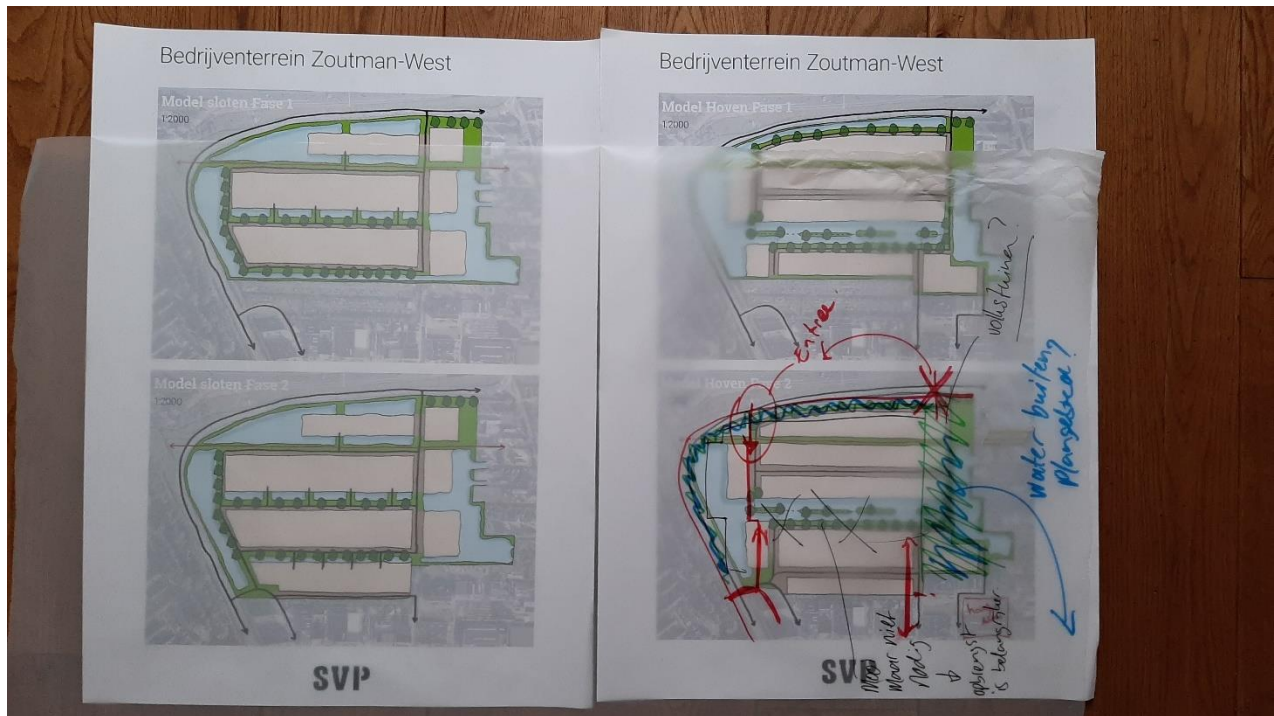 Bedrijventerrein Zoutman-West
Model sloten Fase 1
1:2000
Model sloten Fase 2
1:2000
SVP
Bedrijventerrein Zoutman-West
Model Hoven Fase 1
1:2000
volkstuinen?
Entree
Model Hoven Fase 2
water buiten
plangebied?
Maar niet
Nodig
opbrengst
is belangrijker
SVP